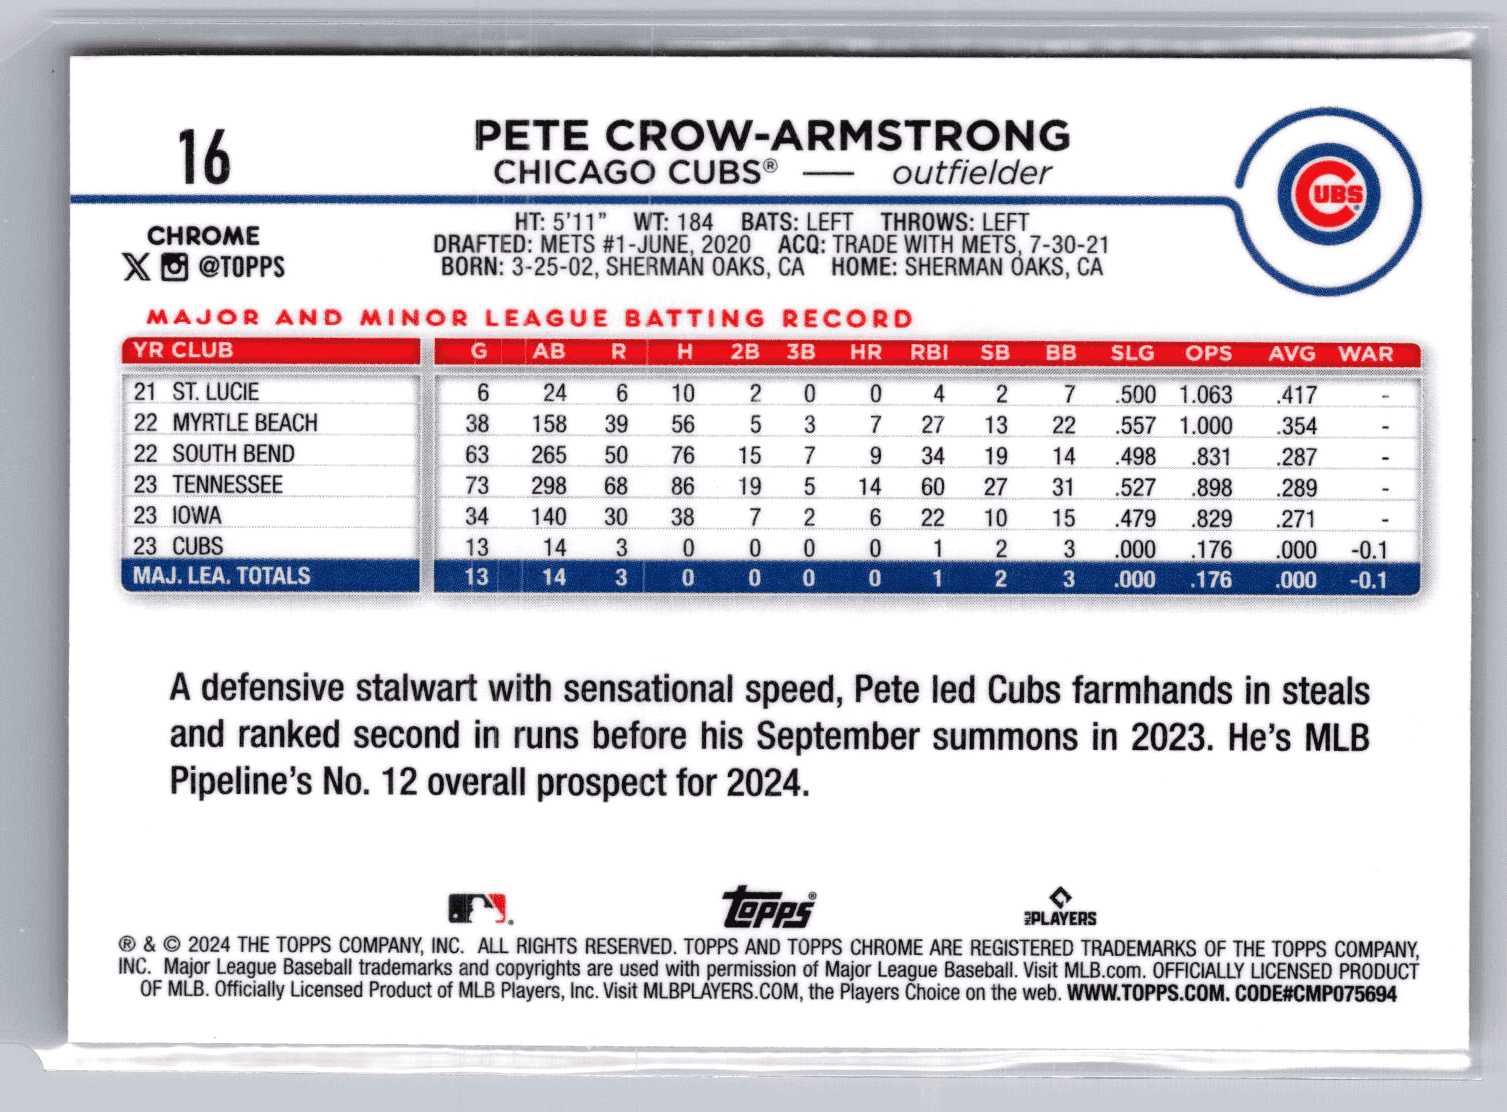 16
PETE CROW-ARMSTRONG
CHICAGO CUBS® — outfielder
CUBS®
CHROME
@TOPPS
HT: 5'11" WT: 184 BATS: LEFT THROWS: LEFT
DRAFTED: METS #1-JUNE, 2020 ACQ: TRADE WITH METS, 7-30-21
BORN: 3-25-02, SHERMAN OAKS, CA HOME: SHERMAN OAKS, CA
MAJOR AND MINOR LEAGUE BATTING RECORD
YR CLUB G AB R H 2B 3B HR RBI SB BB SLG OPS AVG WAR
21 ST. LUCIE 6 24 6 10 2 0 0 4 2 7 .500 1.063 .417 -
22 MYRTLE BEACH 38 158 39 56 5 3 7 27 13 22 .557 1.000 .354 -
22 SOUTH BEND 63 265 50 76 15 7 9 34 19 14 .498 .831 .287 -
23 TENNESSEE 73 298 68 86 19 5 14 60 27 31 .527 .898 .289 -
23 IOWA 34 140 30 38 7 2 6 22 10 15 .479 .829 .271 -
23 CUBS 13 14 3 0 0 0 0 1 2 3 .000 .176 .000 -0.1
MAJ. LEA. TOTALS 13 14 3 0 0 0 0 1 2 3 .000 .176 .000 -0.1
A defensive stalwart with sensational speed, Pete led Cubs farmhands in steals
and ranked second in runs before his September summons in 2023. He's MLB
Pipeline's No. 12 overall prospect for 2024.
Topps®
MLB PLAYERS
® & © 2024 THE TOPPS COMPANY, INC. ALL RIGHTS RESERVED. TOPPS AND TOPPS CHROME ARE REGISTERED TRADEMARKS OF THE TOPPS COMPANY,
INC. Major League Baseball trademarks and copyrights are used with permission of Major League Baseball. Visit MLB.com. OFFICIALLY LICENSED PRODUCT
OF MLB. Officially Licensed Product of MLB Players, Inc. Visit MLBPLAYERS.COM, the Players Choice on the web. WWW.TOPPS.COM. CODE#CMP075694